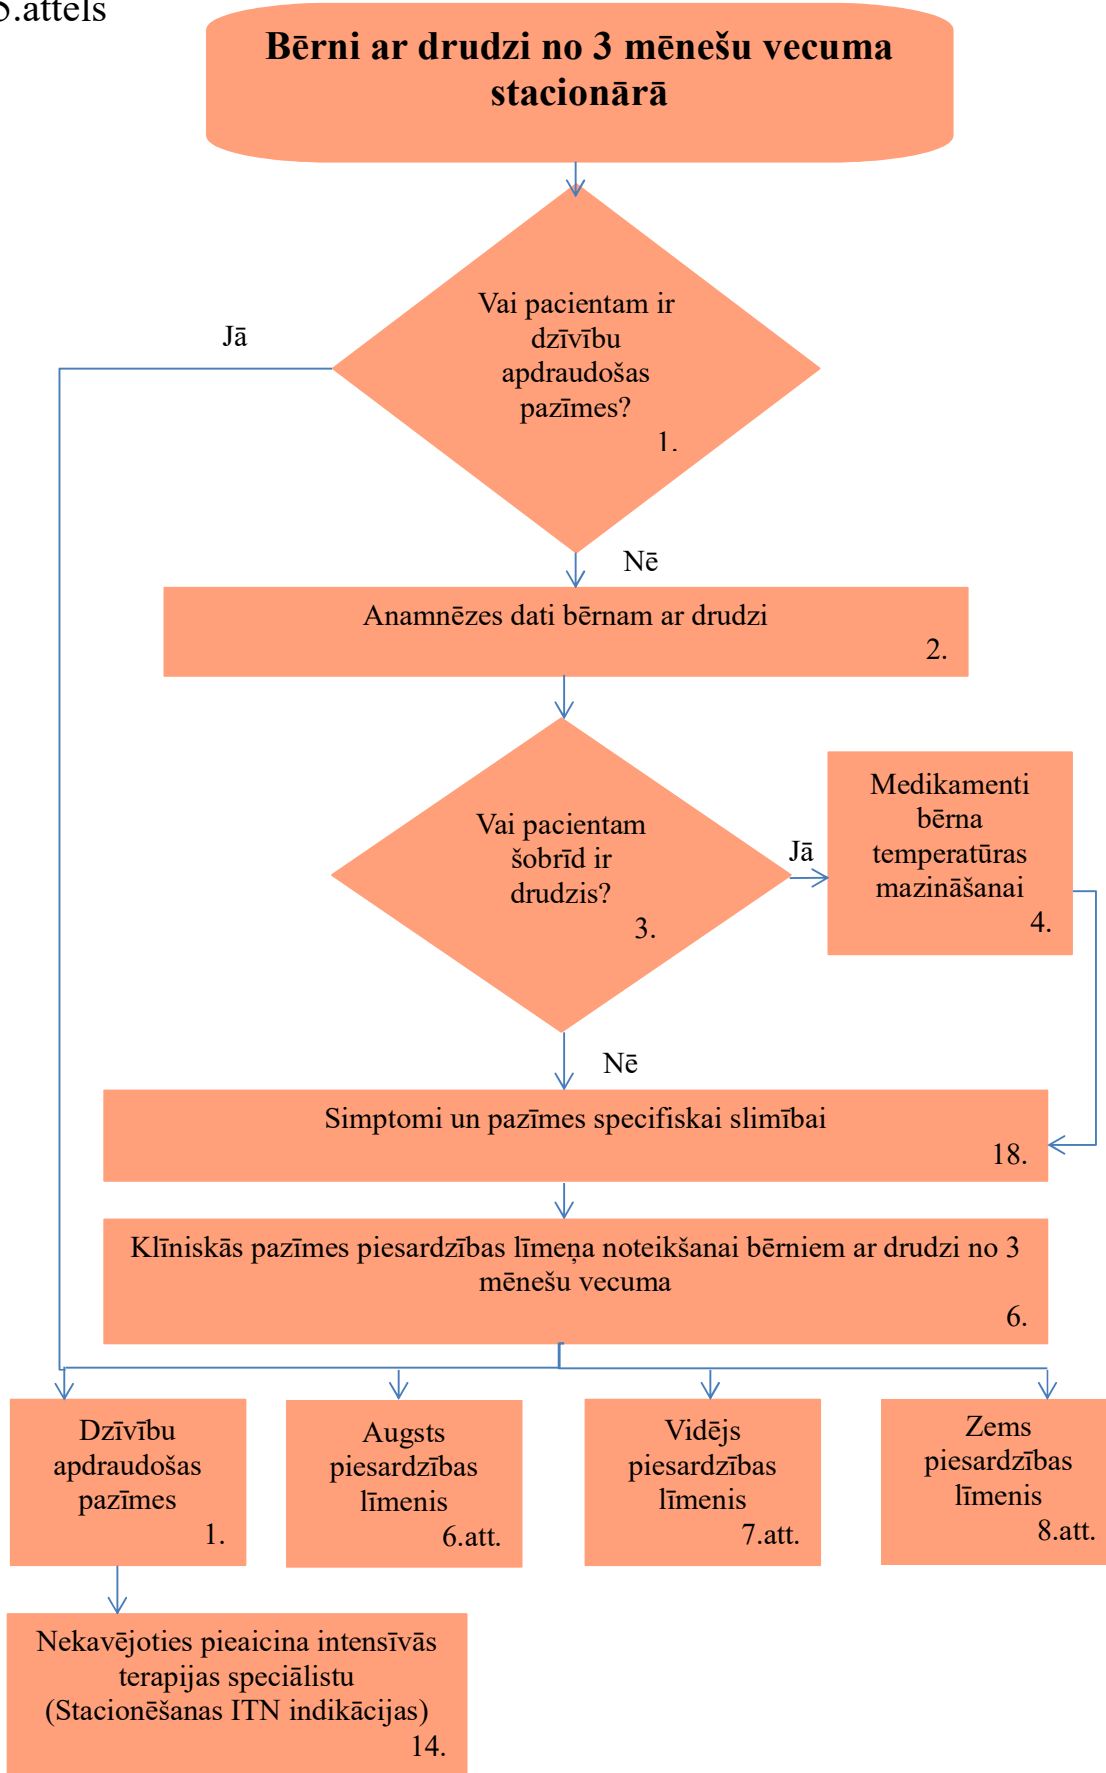 5.attēls
Bērni ar drudzi no 3 mēnešu vecuma
stacionārā
Vai pacientam ir
dzīvību
apdraudošas
pazīmes?
1.
Jā
Nē
Anamnēzes dati bērnam ar drudzi
2.
Vai pacientam
šobrīd ir
drudzis?
3.
Jā
Medikamenti
bērna
temperatūras
mazināšanai
4.
Nē
Simptomi un pazīmes specifiskai slimībai
18.
Klīniskās pazīmes piesardzības līmeņa noteikšanai bērniem ar drudzi no 3
mēnešu vecuma
6.
Dzīvību
apdraudošas
pazīmes
1.
Augsts
piesardzības
līmenis
6.att.
Vidējs
piesardzības
līmenis
7.att.
Zems
piesardzības
līmenis
8.att.
Nekavējoties pieaicina intensīvās
terapijas speciālistu
(Stacionēšanas ITN indikācijas)
14.